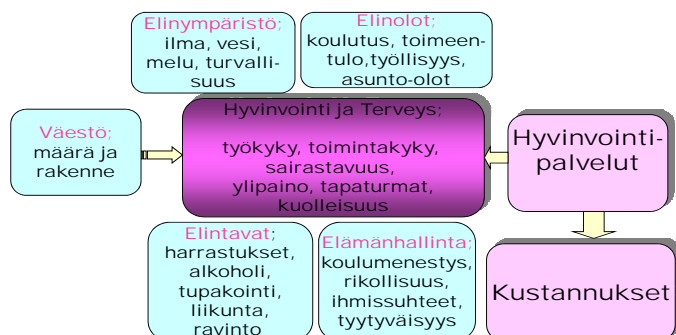 Elinympäristö;
ilma, vesi,
melu, turvalli-
suus
Elinolot;
koulutus, toimeen-
tulo,työllisyys,
asunto-olot
Väestö;
määrä ja
rakenne
Hyvinvointi ja Terveys;
työkyky, toimintakyky,
sairastavuus,
ylipaino, tapaturmat,
kuolleisuus
Hyvinvointi-
palvelut
Elintavat;
harrastukset,
alkoholi,
tupakointi,
liikunta,
ravinto
Elämänhallinta;
koulumenestys,
rikollisuus,
ihmissuhteet,
tyytyväisyys
Kustannukset